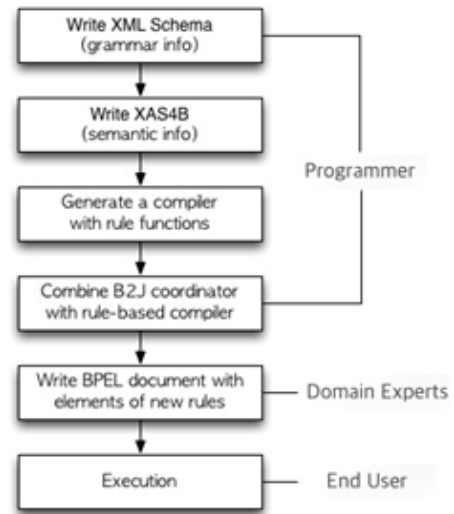 Write XML Schema
(grammar info)
Write XAS4B
(semantic info)
Programmer
Generate a compiler
with rule functions
Combine B2J coordinator
with rule-based compiler
Write BPEL document with
elements of new rules
Domain Experts
Execution
End User